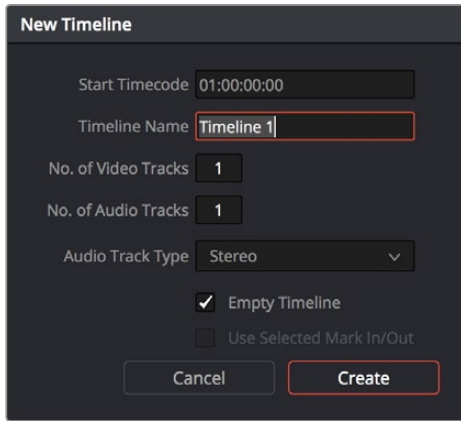 New Timeline
Start Timecode 01:00:00:00
Timeline Name Timeline 1
No. of Video Tracks 1
No. of Audio Tracks 1
Audio Track Type Stereo
Empty Timeline
Use Selected Mark In/Out
Cancel Create